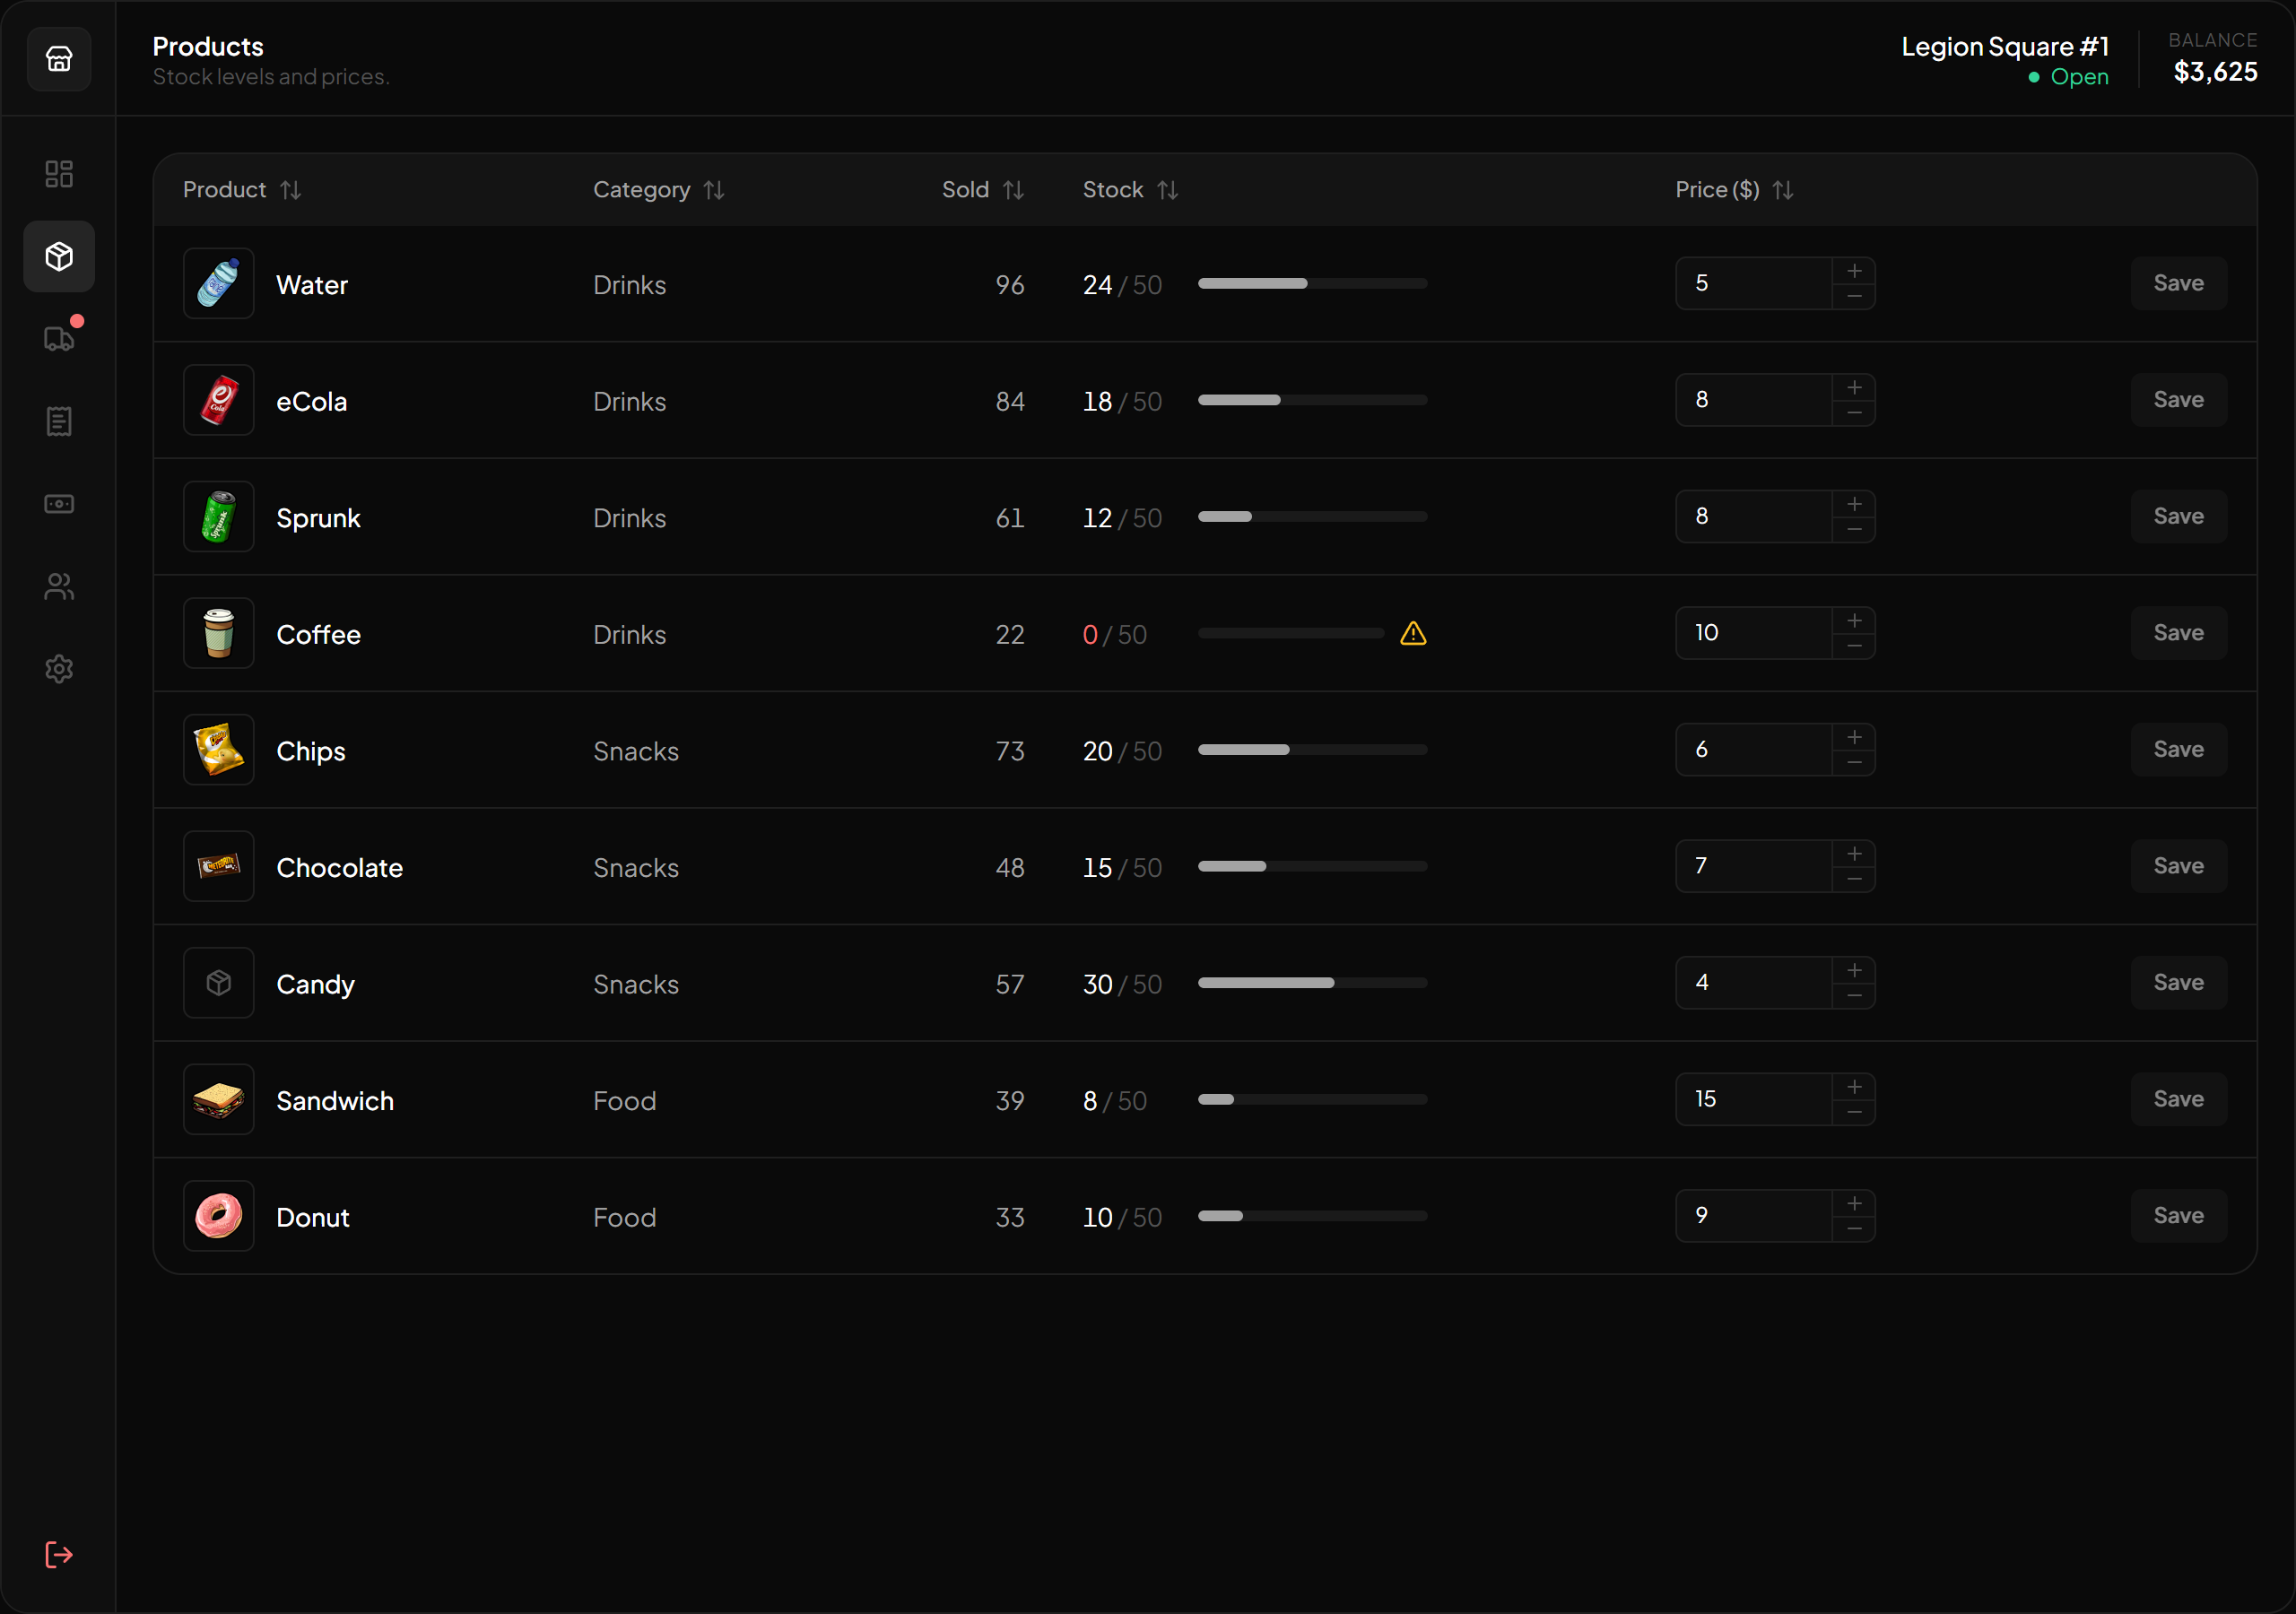 Products
Stock levels and prices.
Legion Square #1
Open
BALANCE
$3,625
Product Category Sold Stock Price ($)
Water Drinks 96 24 / 50 5 Save
eCola Drinks 84 18 / 50 8 Save
Sprunk Drinks 61 12 / 50 8 Save
Coffee Drinks 22 0 / 50 10 Save
Chips Snacks 73 20 / 50 6 Save
Chocolate Snacks 48 15 / 50 7 Save
Candy Snacks 57 30 / 50 4 Save
Sandwich Food 39 8 / 50 15 Save
Donut Food 33 10 / 50 9 Save